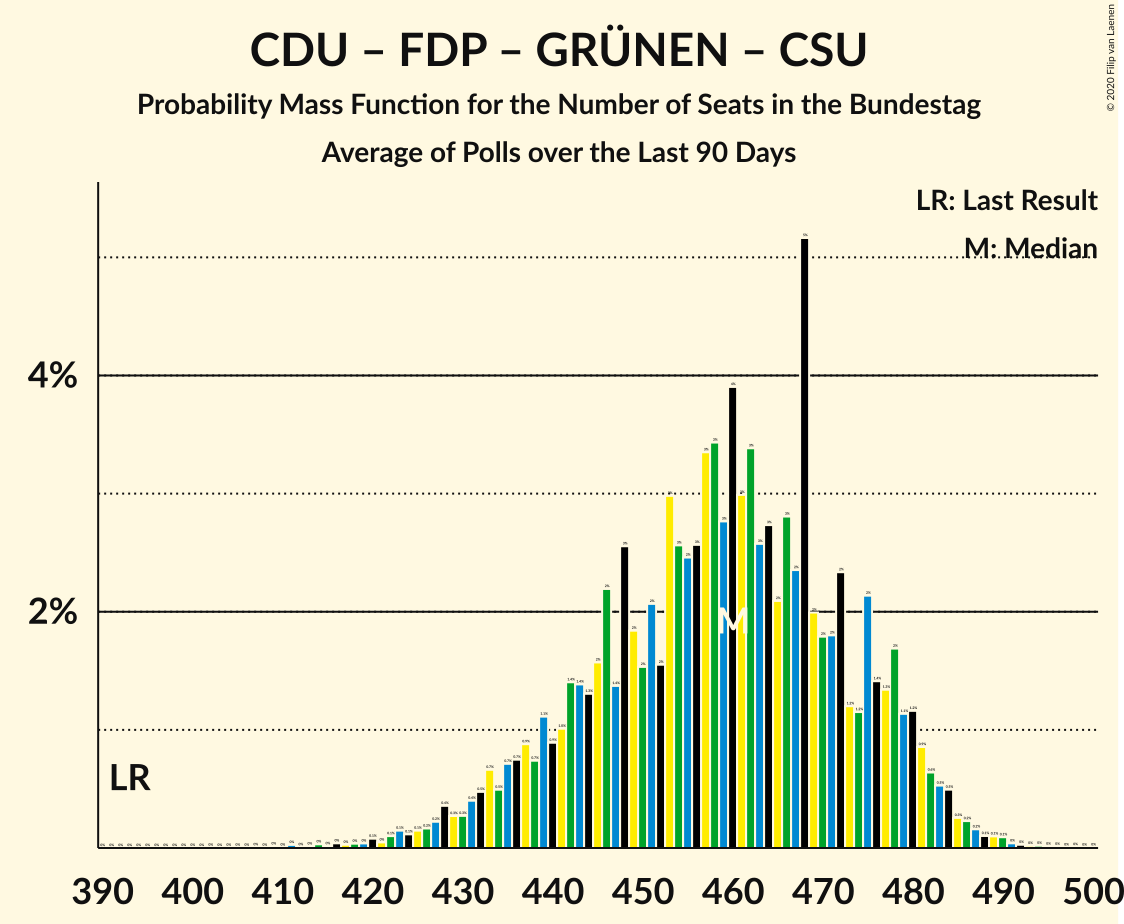 CDU – FDP – GRÜNEN – CSU
Probability Mass Function for the Number of Seats in the Bundestag
Average of Polls over the Last 90 Days
© 2020 Filip van Laenen
LR: Last Result
M: Median
4%
2%
LR
M
390 400 410 420 430 440 450 460 470 480 490 500